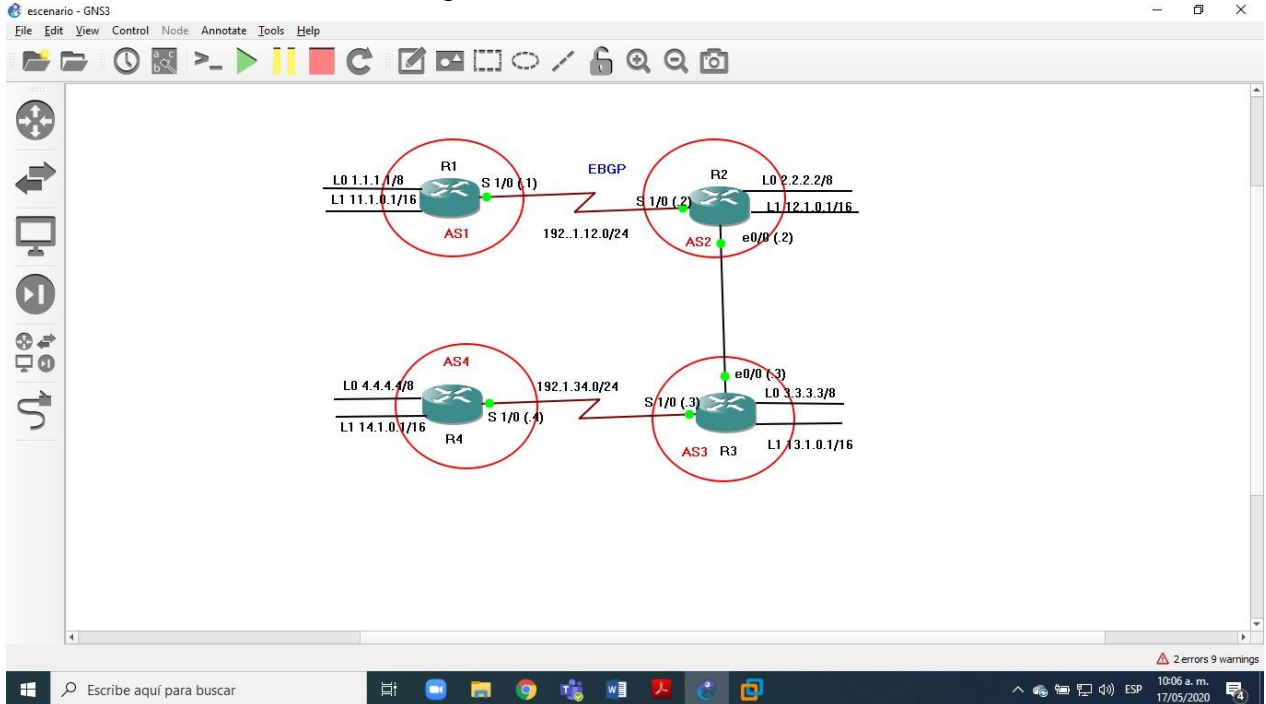 escenario - GNS3
File Edit View Control Node Annotate Tools Help
R1
EBGP
R2
L0 1.1.1.1/8
S 1/0 (.1)
L0 2.2.2.2/8
L1 11.1.0.1/16
S 1/0 (.2)
L1 12.1.0.1/16
AS1
192..1.12.0/24
AS2
e0/0 (.2)
AS4
e0/0 (.3)
L0 4.4.4.4/8
192.1.34.0/24
L0 3.3.3.3/8
S 1/0 (.3)
S 1/0 (.4)
L1 14.1.0.1/16
R4
L1 13.1.0.1/16
AS3 R3
2 errors 9 warnings
Escribe aquí para buscar
ESP
10:06 a. m.
17/05/2020
4